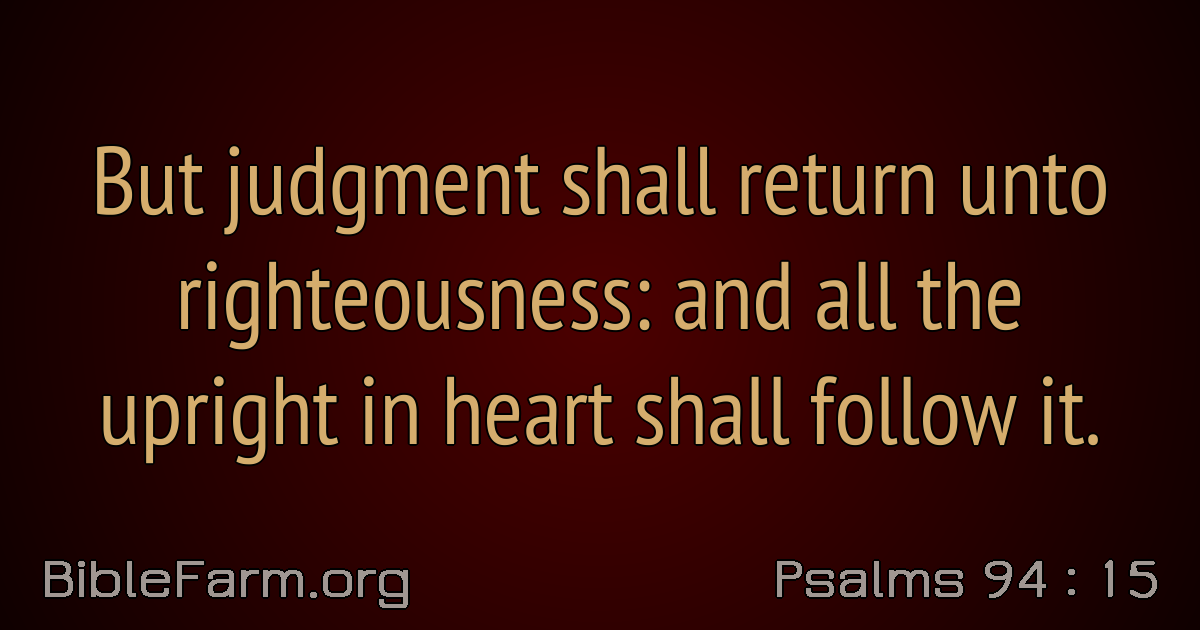 But judgment shall return unto
righteousness: and all the
upright in heart shall follow it.
BibleFarm.org
Psalms 94 : 15